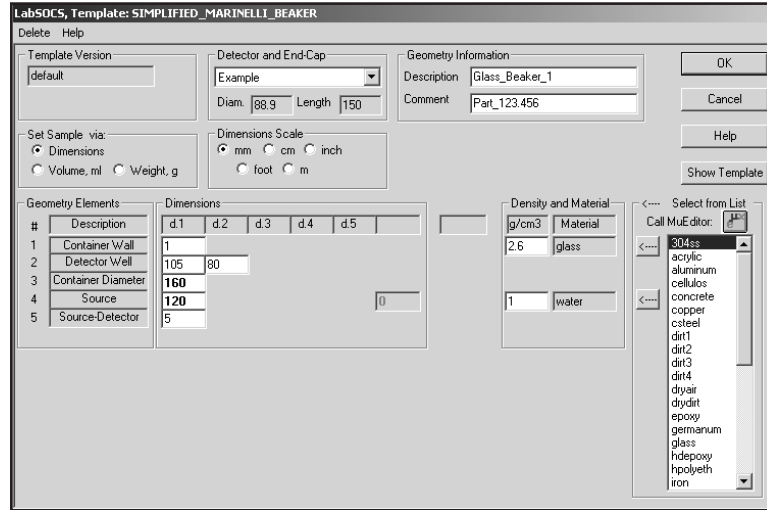 LabSOCS, Template: SIMPLIFIED_MARINELLI_BEAKER
Delete Help
Template Version
default
Detector and End-Cap
Example
Diam. 88.9 Length 150
Geometry Information
Description Glass_Beaker_1
Comment Part_123.456
OK
Cancel
Help
Show Template
Set Sample via:
Dimensions
Volume, ml Weight, g
Dimensions Scale
mm cm inch
foot m
Geometry Elements
Dimensions
Density and Material
<---- Select from List
# Description d.1 d.2 d.3 d.4 d.5 g/cm3 Material Call MuEditor:
1 Container Wall 1 2.6 glass <----
2 Detector Well 105 80
3 Container Diameter 160
4 Source 120 0 1 water <----
5 Source-Detector 5
304ss
acrylic
aluminum
cellulos
concrete
copper
csteel
dirt1
dirt2
dirt3
dirt4
dryair
drydirt
epoxy
germanum
glass
hdepoxy
hpolyeth
iron